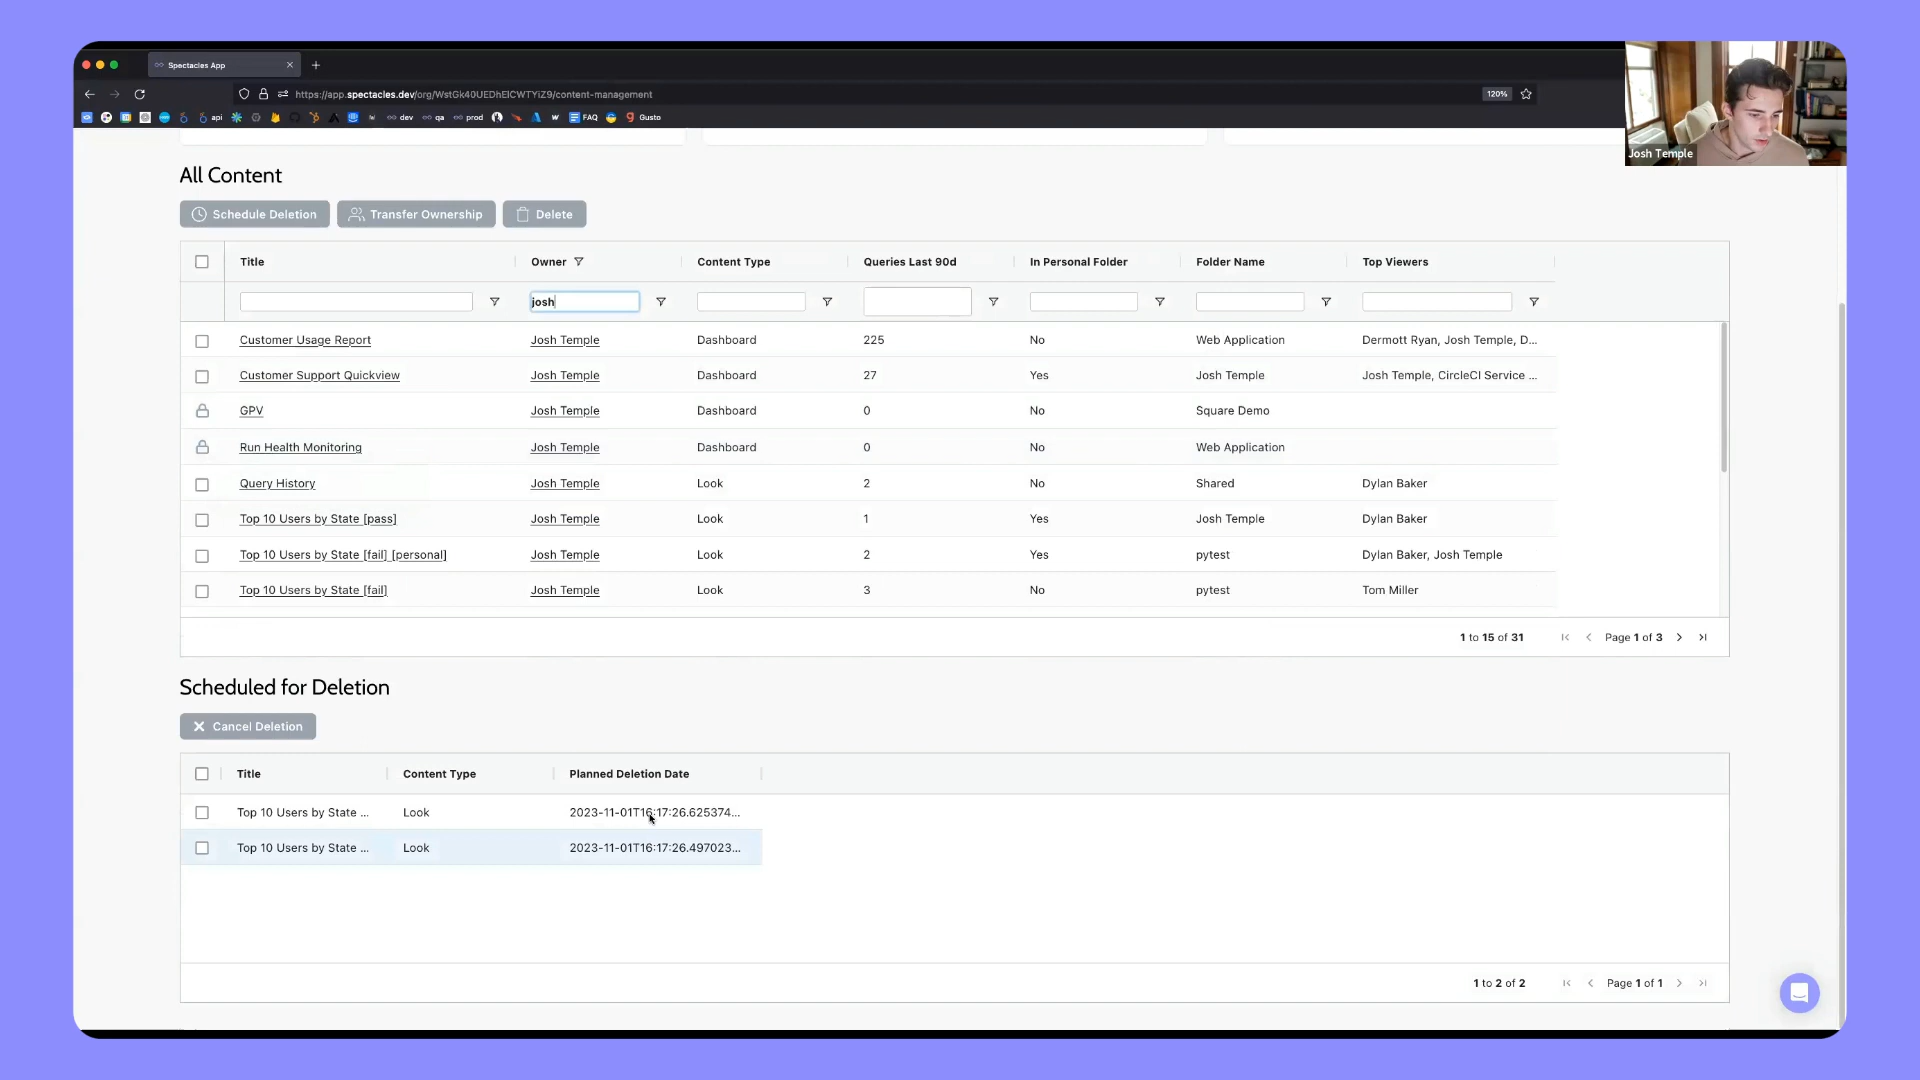 Spectacles App
https://app.spectacles.dev/org/WstGk40UEDhElCWTYiZ9/content-management
120%
api
dev
qa
prod
FAQ
Gusto
Josh Temple
All Content
Schedule Deletion
Transfer Ownership
Delete
Title Owner Content Type Queries Last 90d In Personal Folder Folder Name Top Viewers
josh
Customer Usage Report Josh Temple Dashboard 225 No Web Application Dermott Ryan, Josh Temple, D...
Customer Support Quickview Josh Temple Dashboard 27 Yes Josh Temple Josh Temple, CircleCI Service ...
GPV Josh Temple Dashboard 0 No Square Demo
Run Health Monitoring Josh Temple Dashboard 0 No Web Application
Query History Josh Temple Look 2 No Shared Dylan Baker
Top 10 Users by State [pass] Josh Temple Look 1 Yes Josh Temple Dylan Baker
Top 10 Users by State [fail] [personal] Josh Temple Look 2 Yes pytest Dylan Baker, Josh Temple
Top 10 Users by State [fail] Josh Temple Look 3 No pytest Tom Miller
1 to 15 of 31 Page 1 of 3
Scheduled for Deletion
Cancel Deletion
Title Content Type Planned Deletion Date
Top 10 Users by State ... Look 2023-11-01T16:17:26.625374...
Top 10 Users by State ... Look 2023-11-01T16:17:26.497023...
1 to 2 of 2 Page 1 of 1